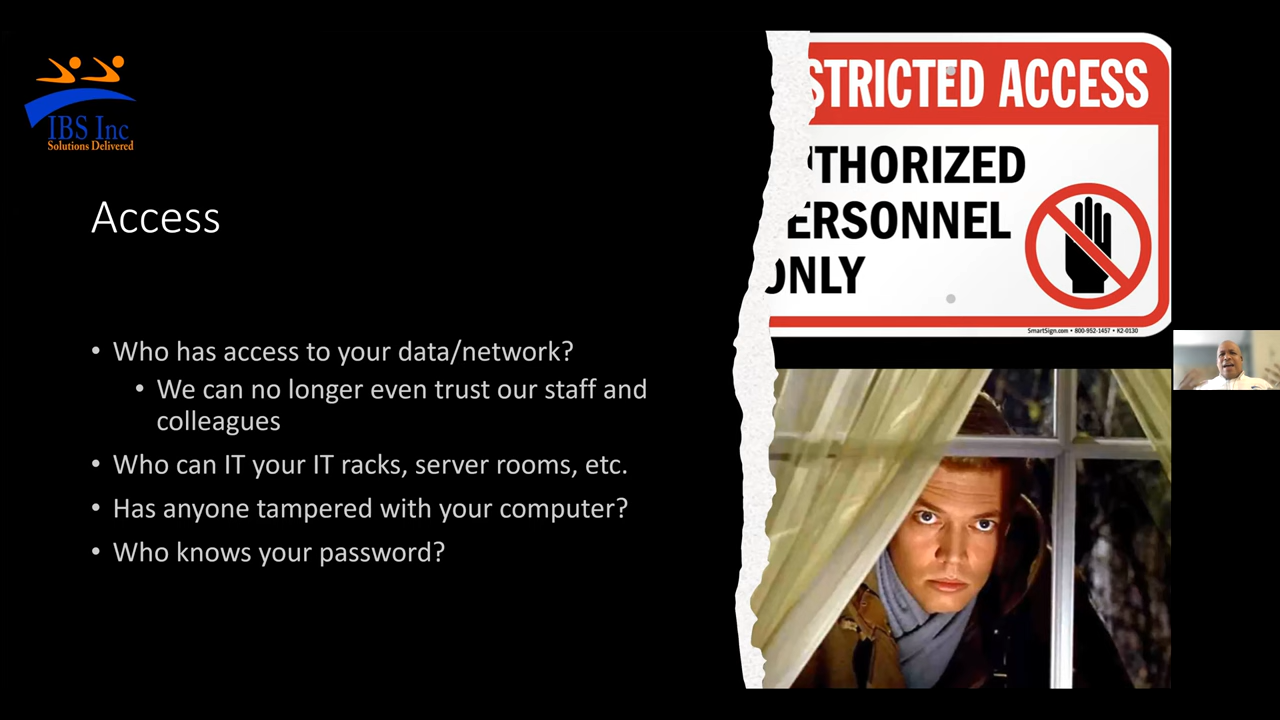 IBS Inc
Solutions Delivered
Access
• Who has access to your data/network?
• We can no longer even trust our staff and
colleagues
• Who can IT your IT racks, server rooms, etc.
• Has anyone tampered with your computer?
• Who knows your password?
STRICTED ACCESS
THORIZED
ERSONNEL
ONLY
SmartSign.com • 800-952-1457 • K2-0130